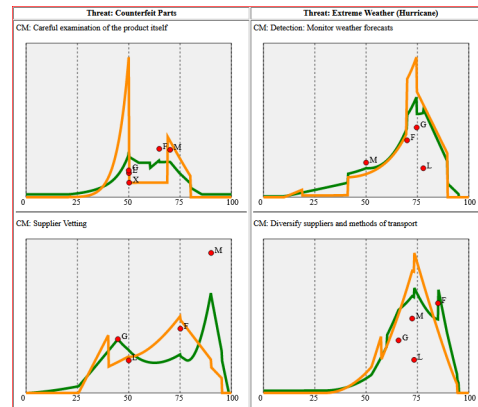 Threat: Counterfeit Parts
Threat: Extreme Weather (Hurricane)
CM: Careful examination of the product itself
CM: Detection: Monitor weather forecasts
F M
G
X
0 25 50 75 100
G
F
M
L
0 25 50 75 100
CM: Supplier Vetting
CM: Diversify suppliers and methods of transport
M
F
G
0 25 50 75 100
F
M
G
L
0 25 50 75 100